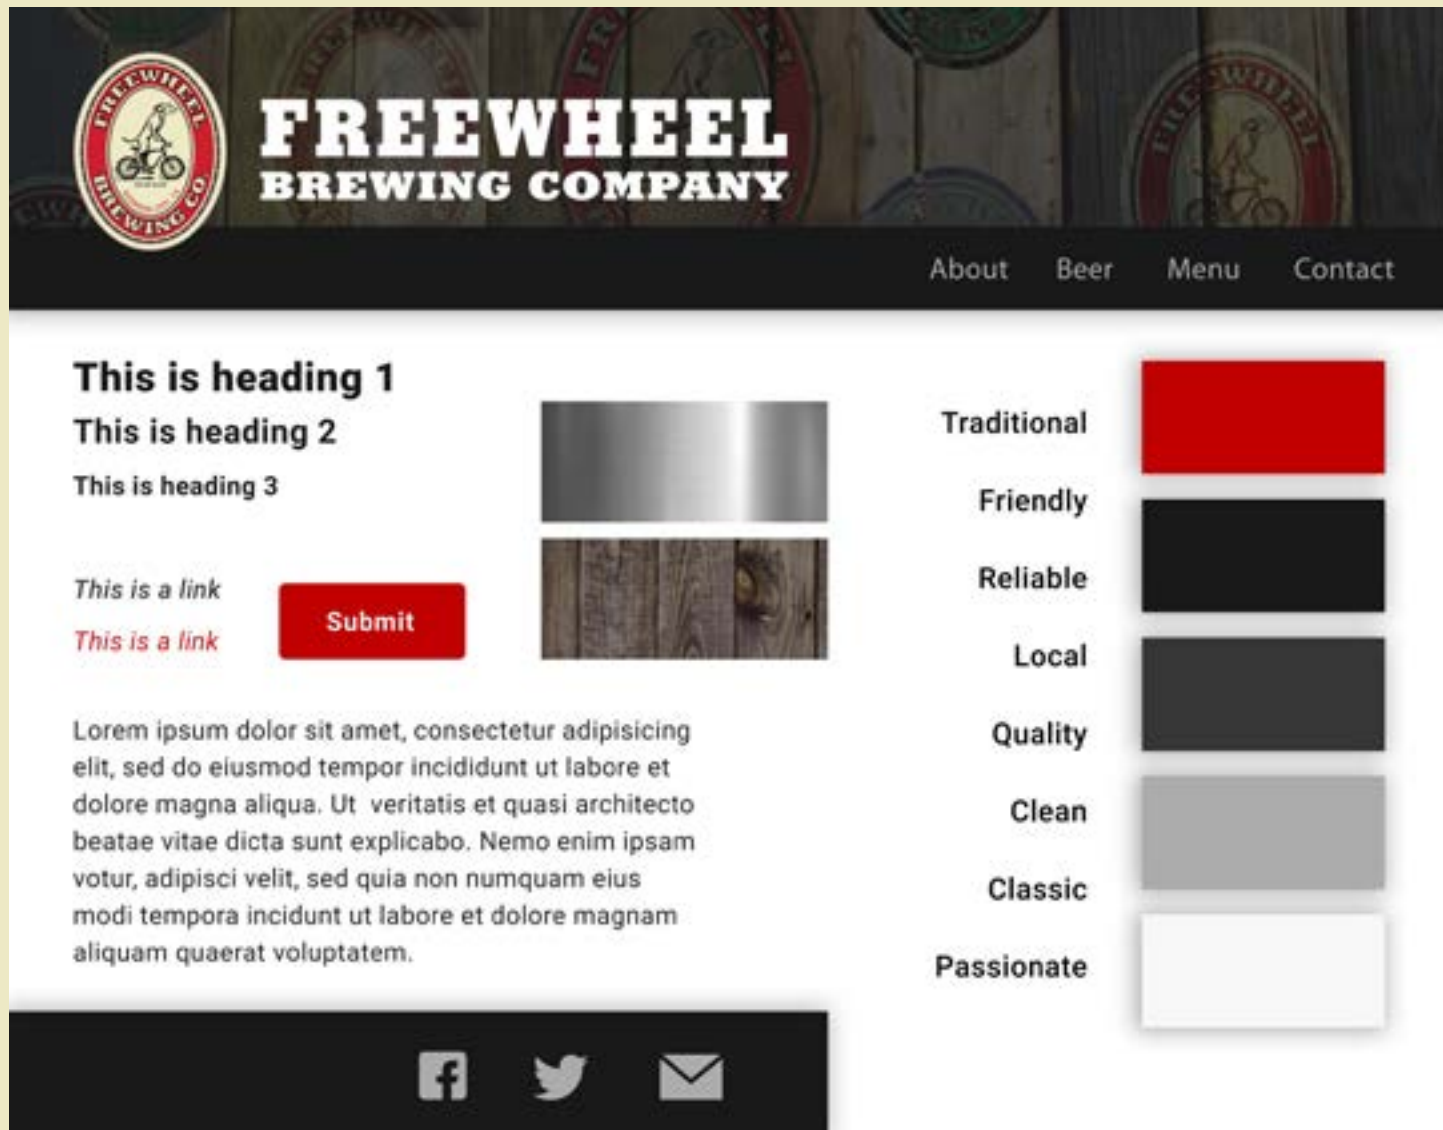 FREEWHEEL
BREWING CO.
FREEWHEEL
BREWING COMPANY
About Beer Menu Contact
This is heading 1
This is heading 2
This is heading 3
This is a link
This is a link
Submit
Lorem ipsum dolor sit amet, consectetur adipisicing
elit, sed do eiusmod tempor incididunt ut labore et
dolore magna aliqua. Ut  veritatis et quasi architecto
beatae vitae dicta sunt explicabo. Nemo enim ipsam
votur, adipisci velit, sed quia non numquam eius
modi tempora incidunt ut labore et dolore magnam
aliquam quaerat voluptatem.
Traditional
Friendly
Reliable
Local
Quality
Clean
Classic
Passionate